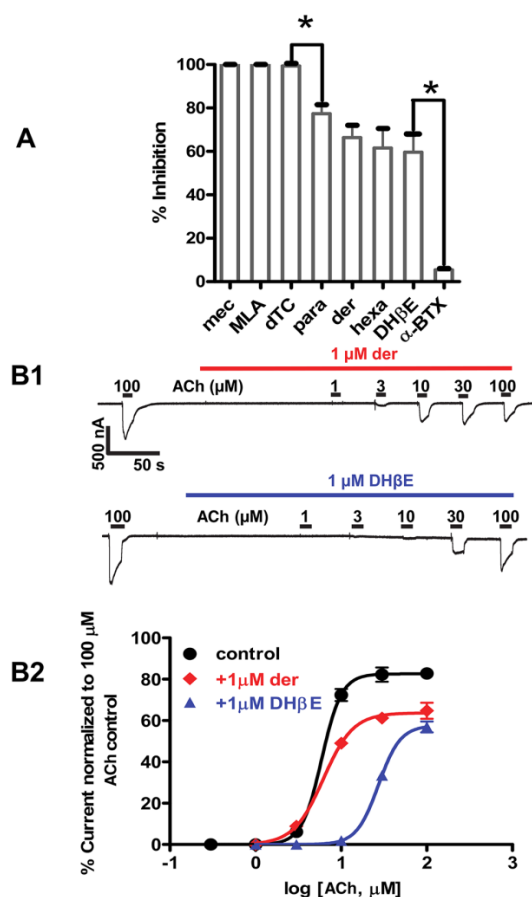 A
*
*
% Inhibition
100
80
60
40
20
0
mec
MLA
dTC
para
der
hexa
DHβE
α-BTX
B1
1 µM der
100
ACh (µM)
1
3
10
30
100
500 nA
50 s
1 µM DHβE
100
ACh (µM)
1
3
10
30
100
B2
% Current normalized to 100 µM
ACh control
100
80
60
40
20
0
control
+1µM der
+1µM DHβE
-1
0
1
2
3
log [ACh, µM]